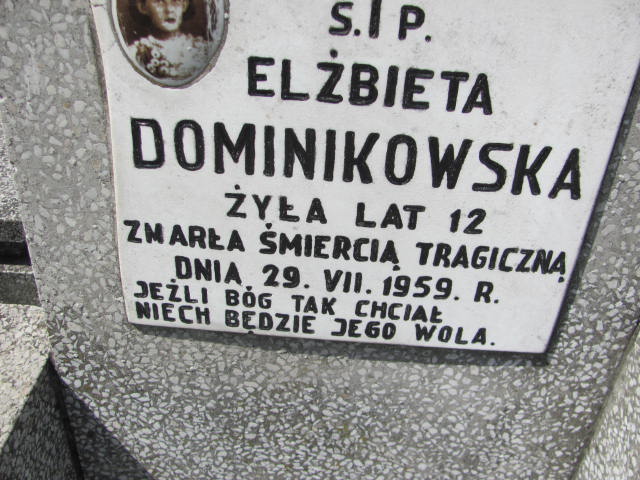 Ś.I P.
ELŻBIETA
DOMINIKOWSKA
ŻYŁA LAT 12
ZMARŁA ŚMIERCIĄ TRAGICZNĄ
DNIA 29. VII. 1959. R.
JEŹLI BÓG TAK CHCIAŁ
NIECH BĘDZIE JEGO WOLA.